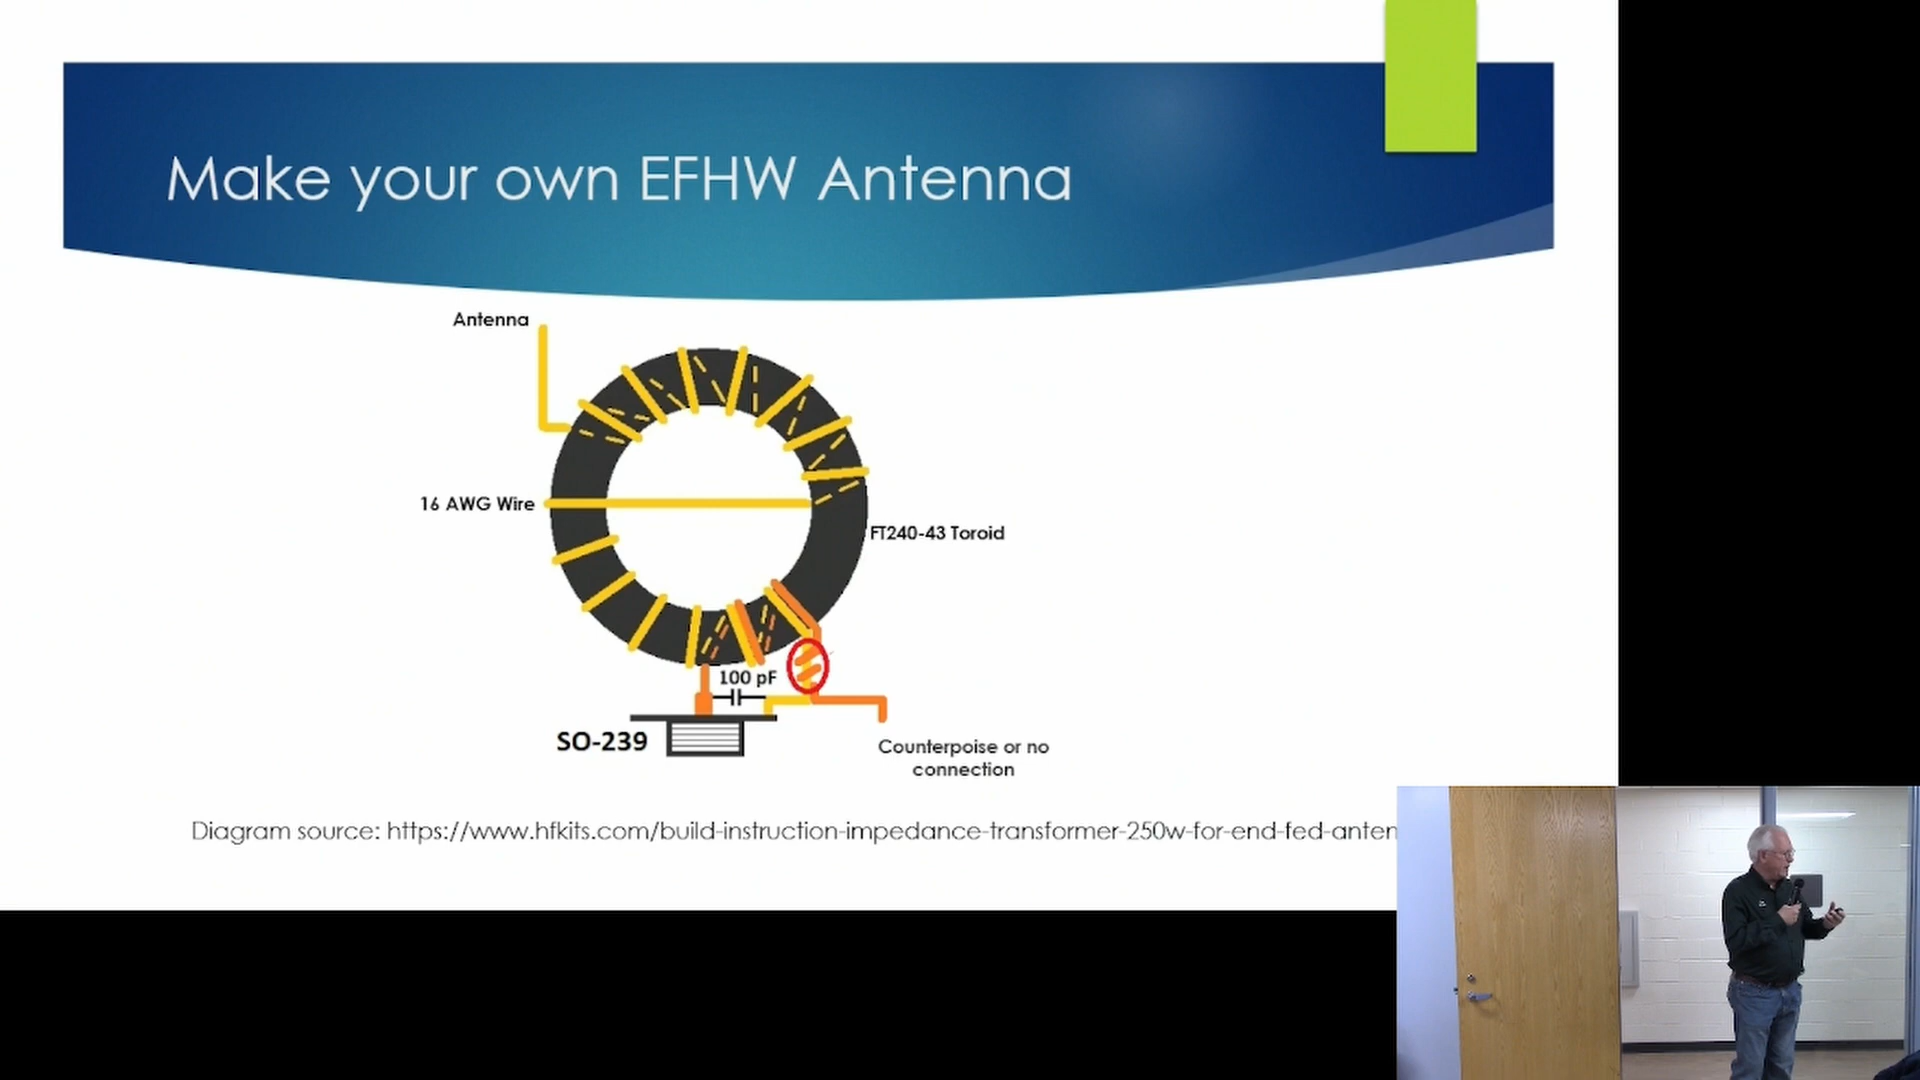 Make your own EFHW Antenna
Antenna
16 AWG Wire
FT240-43 Toroid
100 pF
SO-239
Counterpoise or no
connection
Diagram source: https://www.hfkits.com/build-instruction-impedance-transformer-250w-for-end-fed-anten